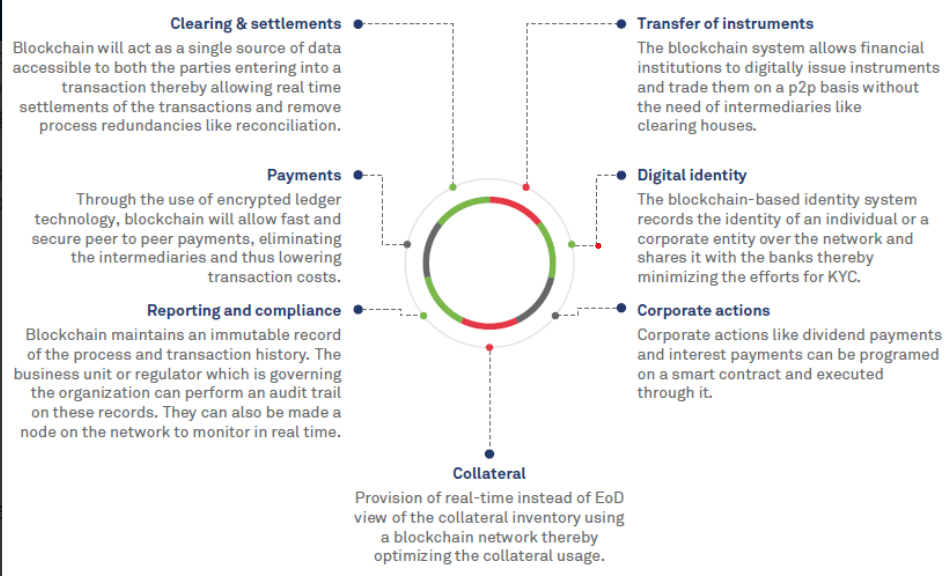 Clearing & settlements
Blockchain will act as a single source of data
accessible to both the parties entering into a
transaction thereby allowing real time
settlements of the transactions and remove
process redundancies like reconciliation.
Payments
Through the use of encrypted ledger
technology, blockchain will allow fast and
secure peer to peer payments, eliminating
the intermediaries and thus lowering
transaction costs.
Reporting and compliance
Blockchain maintains an immutable record
of the process and transaction history. The
business unit or regulator which is governing
the organization can perform an audit trail
on these records. They can also be made a
node on the network to monitor in real time.
Transfer of instruments
The blockchain system allows financial
institutions to digitally issue instruments
and trade them on a p2p basis without
the need of intermediaries like
clearing houses.
Digital identity
The blockchain-based identity system
records the identity of an individual or a
corporate entity over the network and
shares it with the banks thereby
minimizing the efforts for KYC.
Corporate actions
Corporate actions like dividend payments
and interest payments can be programed
on a smart contract and executed
through it.
Collateral
Provision of real-time instead of EoD
view of the collateral inventory using
a blockchain network thereby
optimizing the collateral usage.